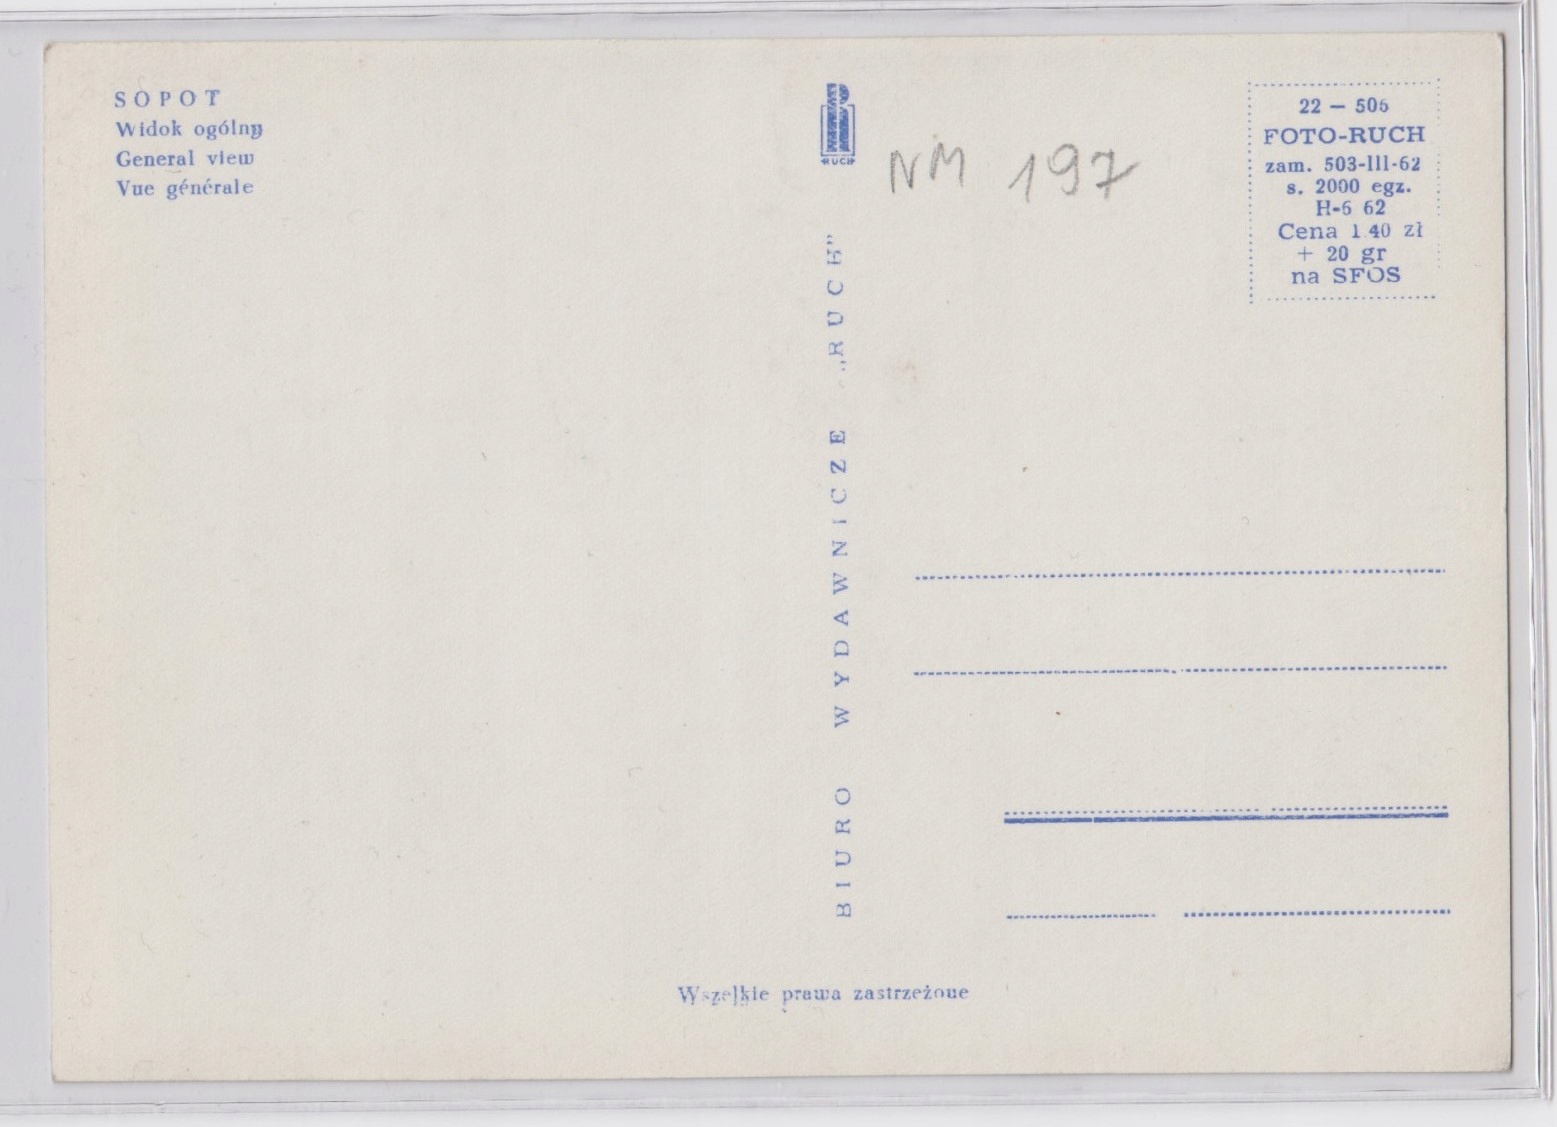 SOPOT
Widok ogólny
General view
Vue générale
RUCH
NM 197
22 — 506
FOTO-RUCH
zam. 503-III-62
s. 2000 egz.
H-6 62
Cena 1.40 zł
+ 20 gr
na SFOS
BIURO WYDAWNICZE „RUCH”
Wszelkie prawa zastrzeżone